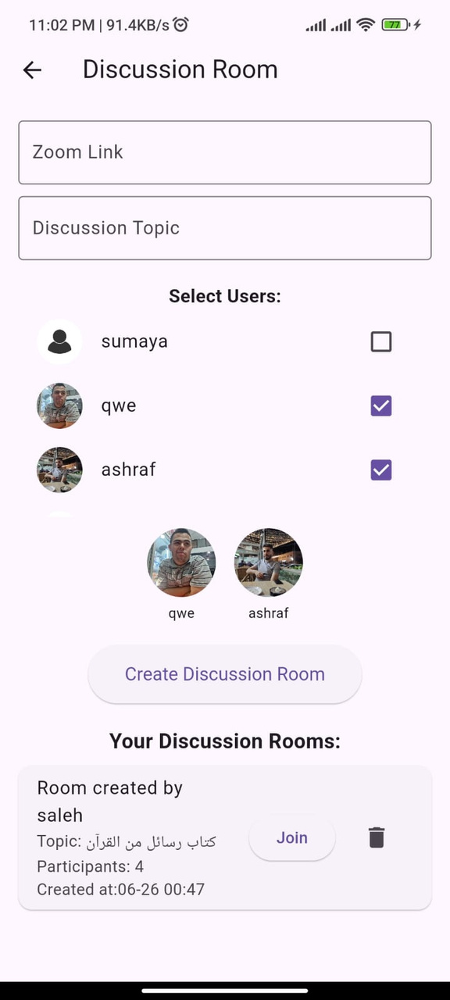 11:02 PM | 91.4KB/s
77
Discussion Room
Zoom Link
Discussion Topic
Select Users:
sumaya
qwe
ashraf
qwe
ashraf
Create Discussion Room
Your Discussion Rooms:
Room created by
saleh
Topic: كتاب رسائل من القرآن
Participants: 4
Created at:06-26 00:47
Join